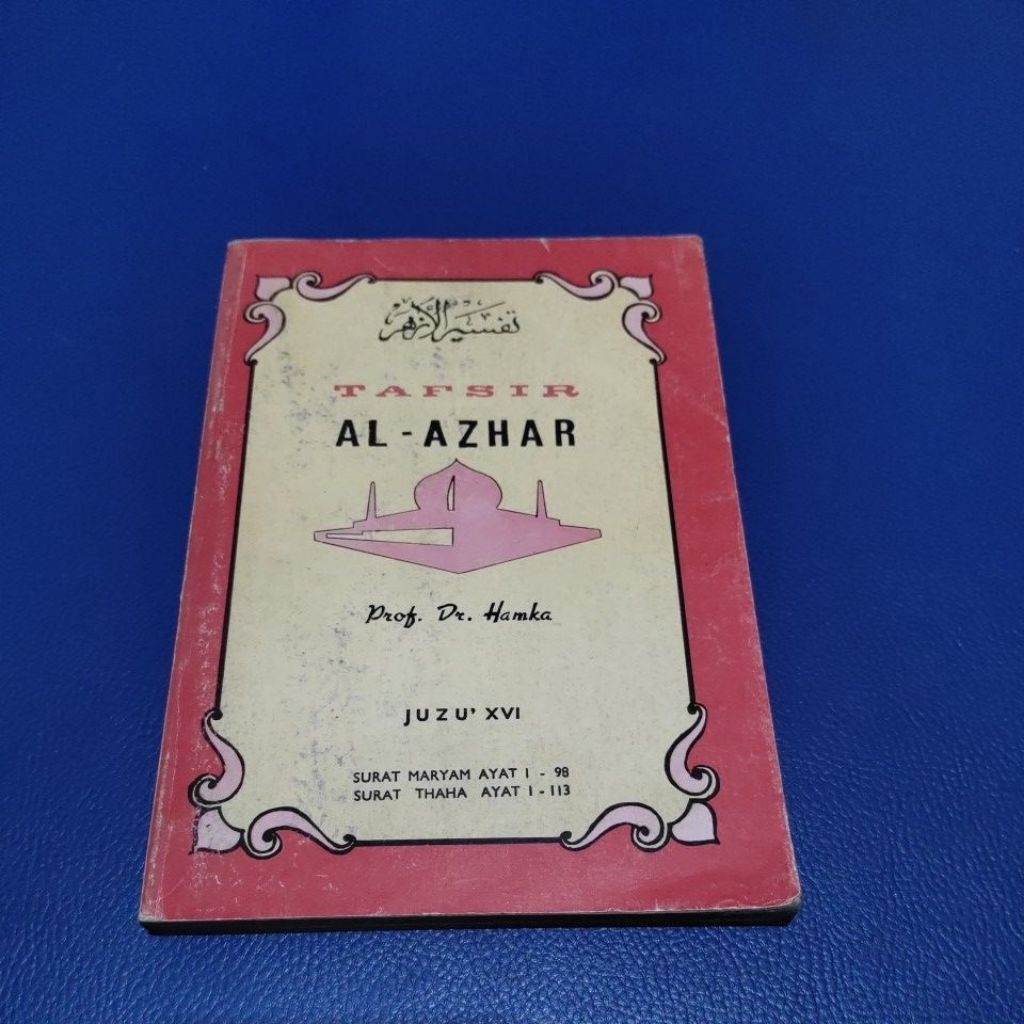 تفسير الأزهر
TAFSIR
AL-AZHAR
Prof. Dr. Hamka
JUZU' XVI
SURAT MARYAM AYAT 1 - 98
SURAT THAHA AYAT 1 - 113